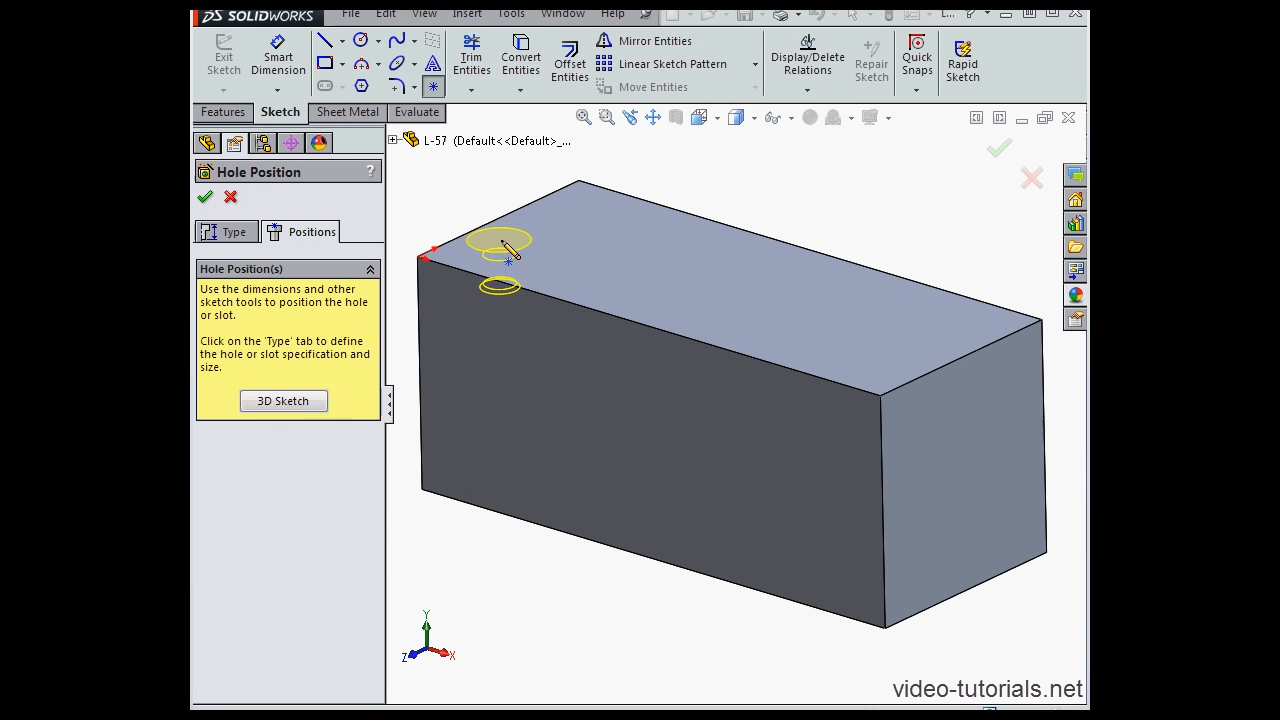 SOLIDWORKS File Edit View Insert Tools Window Help L...
Exit Sketch
Smart Dimension
Trim Entities
Convert Entities
Offset Entities
Mirror Entities
Linear Sketch Pattern
Move Entities
Display/Delete Relations
Repair Sketch
Quick Snaps
Rapid Sketch
Features Sketch Sheet Metal Evaluate
L-57 (Default<<Default>_...
Hole Position ?
Type Positions
Hole Position(s)
Use the dimensions and other
sketch tools to position the hole
or slot.
Click on the 'Type' tab to define
the hole or slot specification and
size.
3D Sketch
Y
Z X
video-tutorials.net